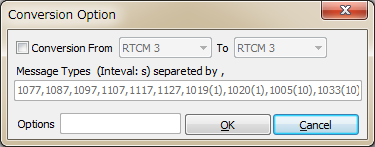 Conversion Option
Conversion From RTCM 3 To RTCM 3
Message Types (Inteval: s) separeted by ,
1077,1087,1097,1107,1117,1127,1019(1),1020(1),1005(10),1033(10)
Options OK Cancel